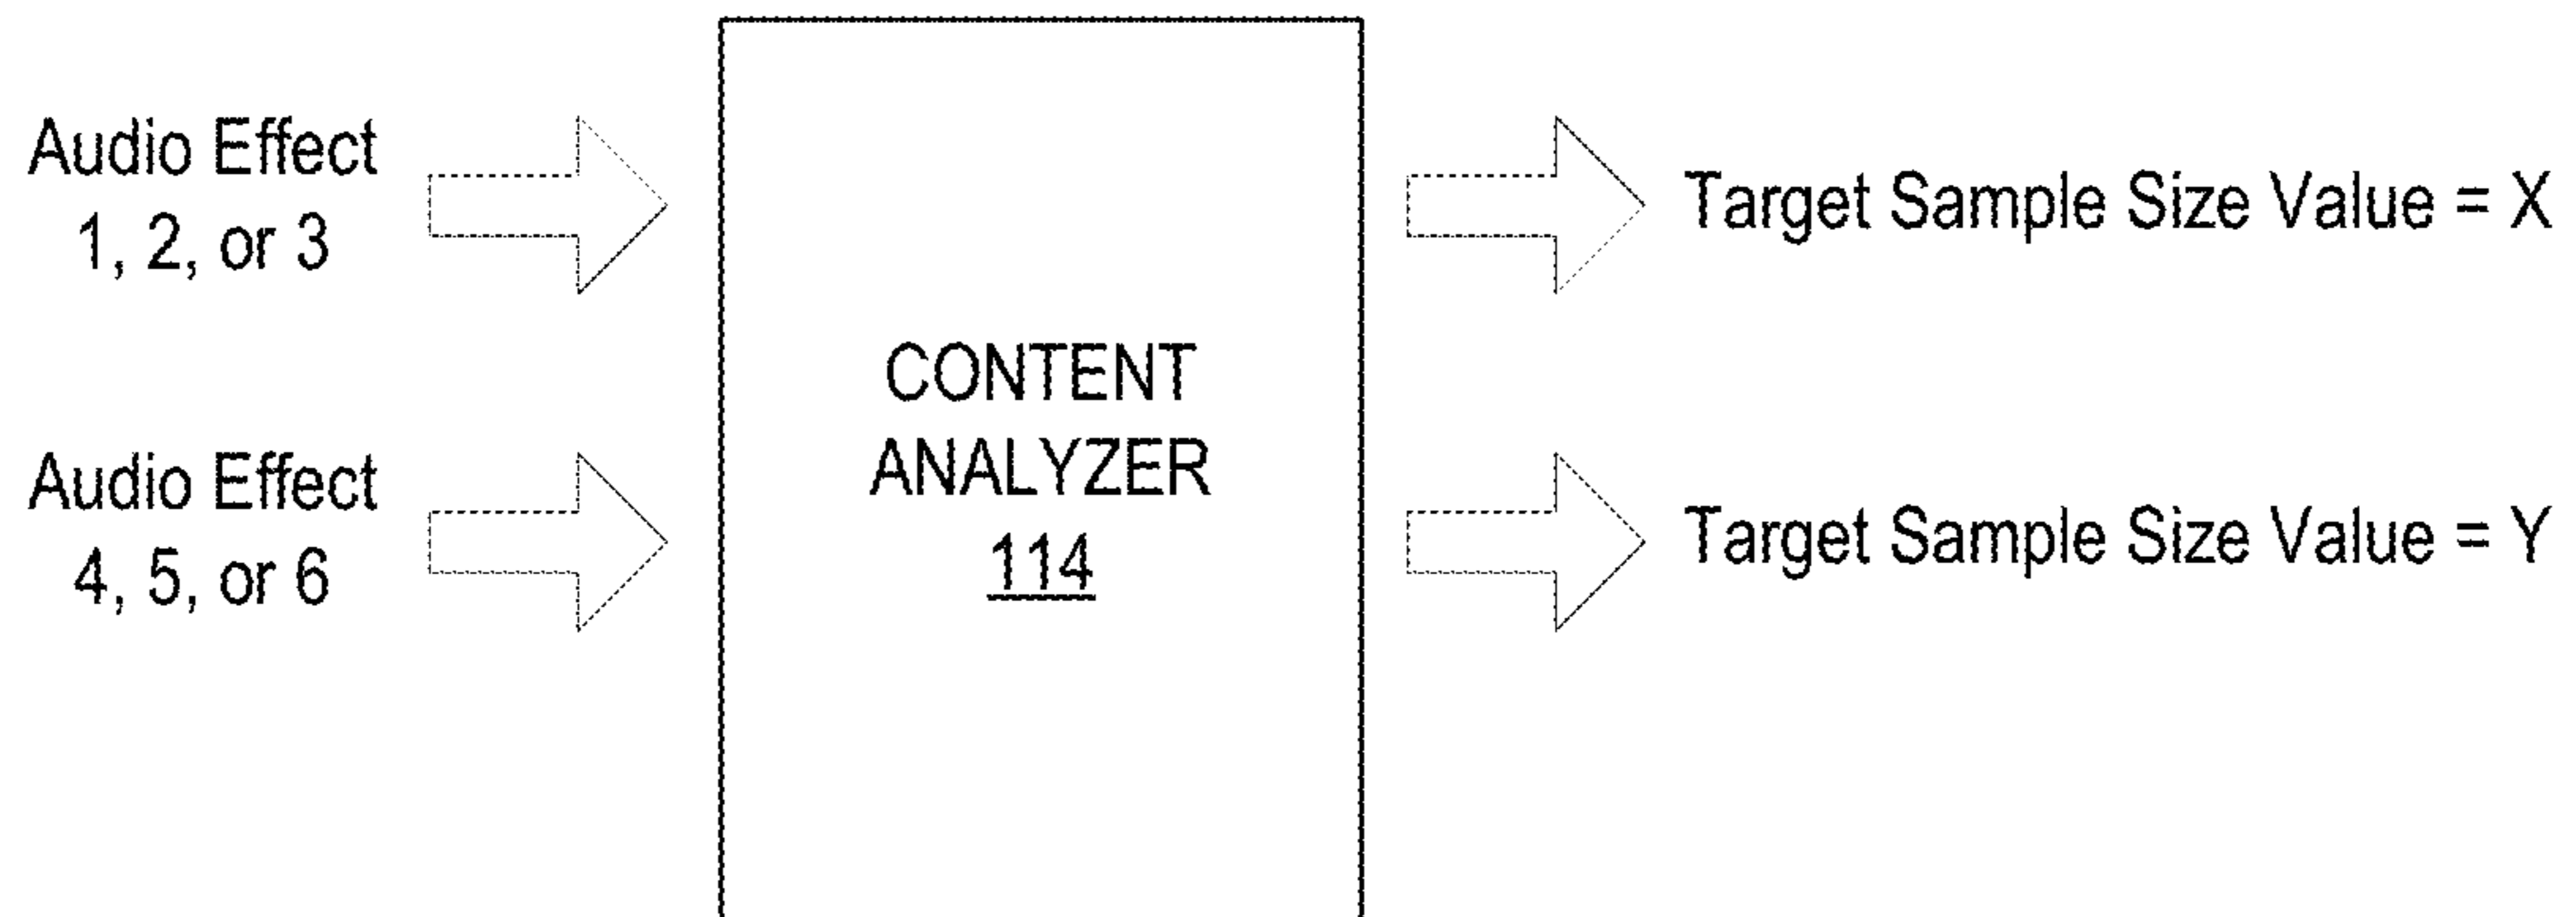 Audio Effect
1, 2, or 3
Target Sample Size Value = X
CONTENT
ANALYZER
114
Audio Effect
4, 5, or 6
Target Sample Size Value = Y